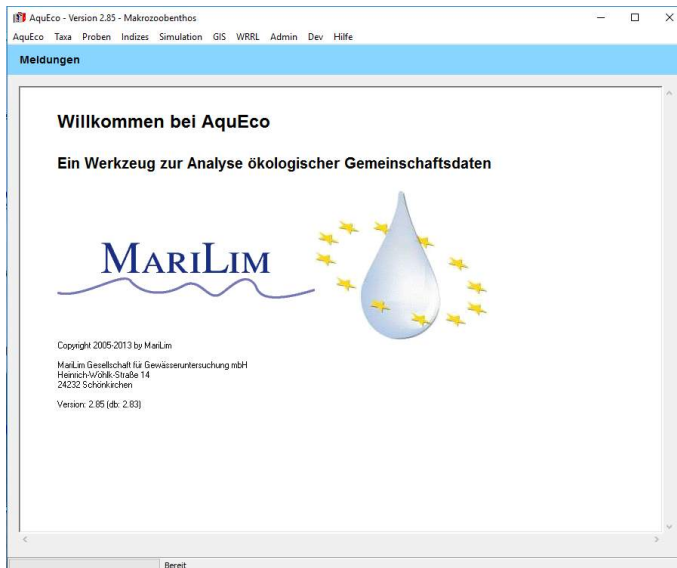 AquEco - Version 2.85 - Makrozoobenthos
AquEco Taxa Proben Indizes Simulation GIS WRRL Admin Dev Hilfe
Meldungen
Willkommen bei AquEco
Ein Werkzeug zur Analyse ökologischer Gemeinschaftsdaten
MARILIM
Copyright 2005-2013 by MariLim
MariLim Gesellschaft für Gewässeruntersuchung mbH
Heinrich-Wöhlk-Straße 14
24232 Schönkirchen
Version: 2.85 (db: 2.83)
Bereit